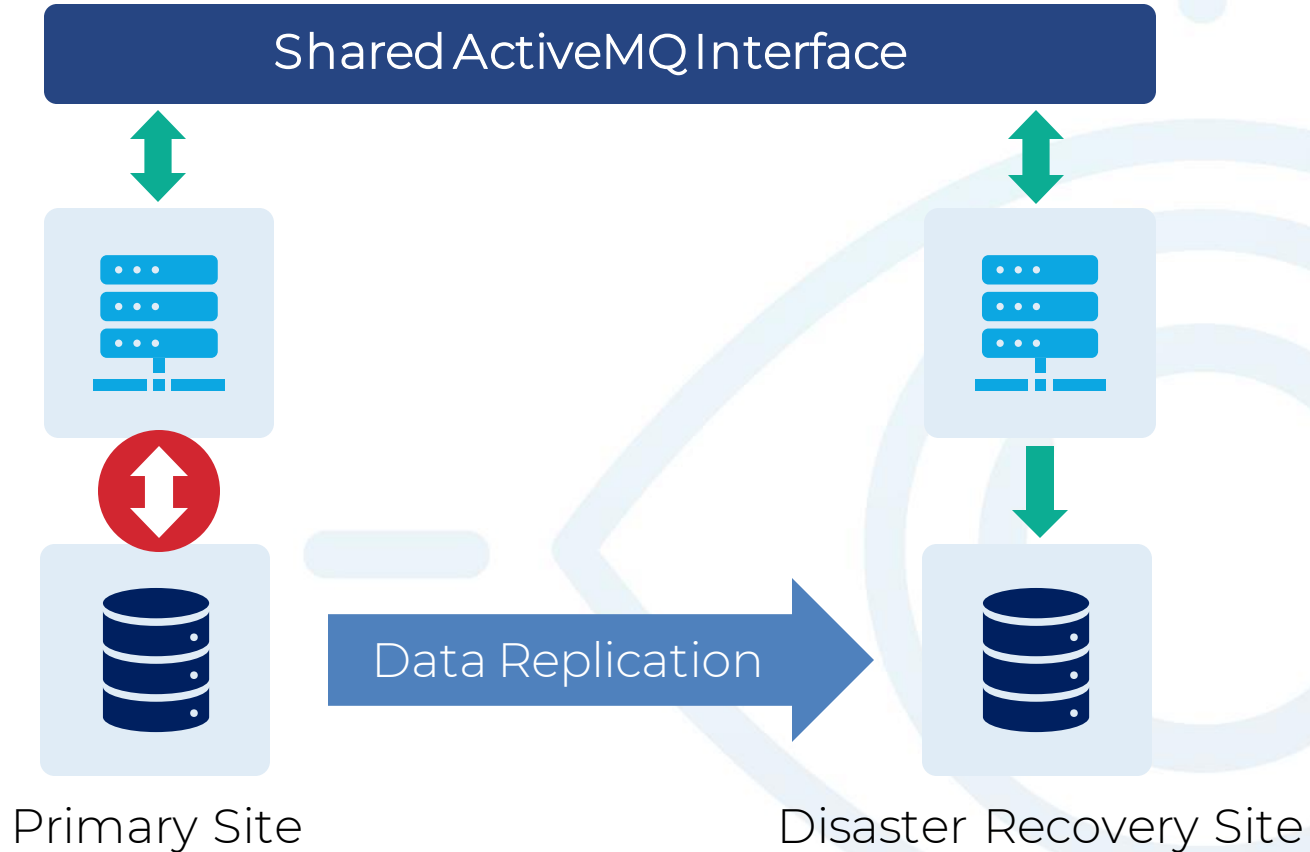 Shared ActiveMQ Interface
Data Replication
Primary Site
Disaster Recovery Site